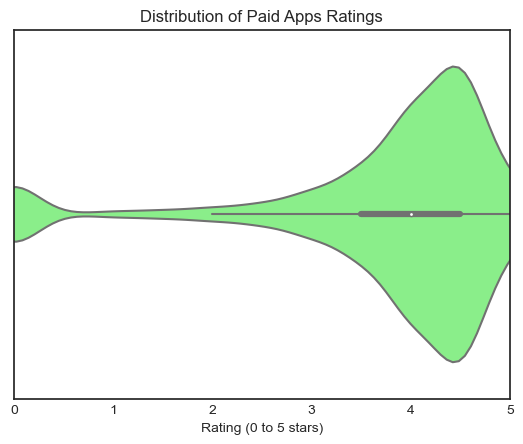 Distribution of Paid Apps Ratings
0 1 2 3 4 5
Rating (0 to 5 stars)